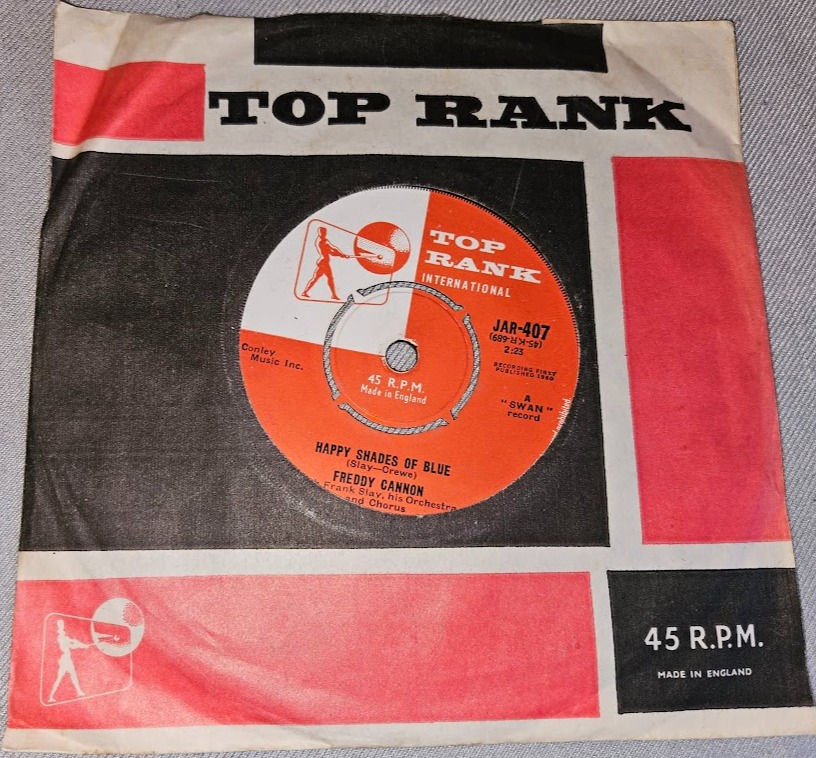 TOP RANK
TOP
RANK
INTERNATIONAL
JAR-407
(45-RK-689)
2:23
RECORDING FIRST
PUBLISHED 1960
Conley
Music Inc.
45 R.P.M.
Made in England
A
"SWAN"
record
HAPPY SHADES OF BLUE
(Slay—Crewe)
FREDDY CANNON
Frank Slay, his Orchestra
and Chorus
45 R.P.M.
MADE IN ENGLAND